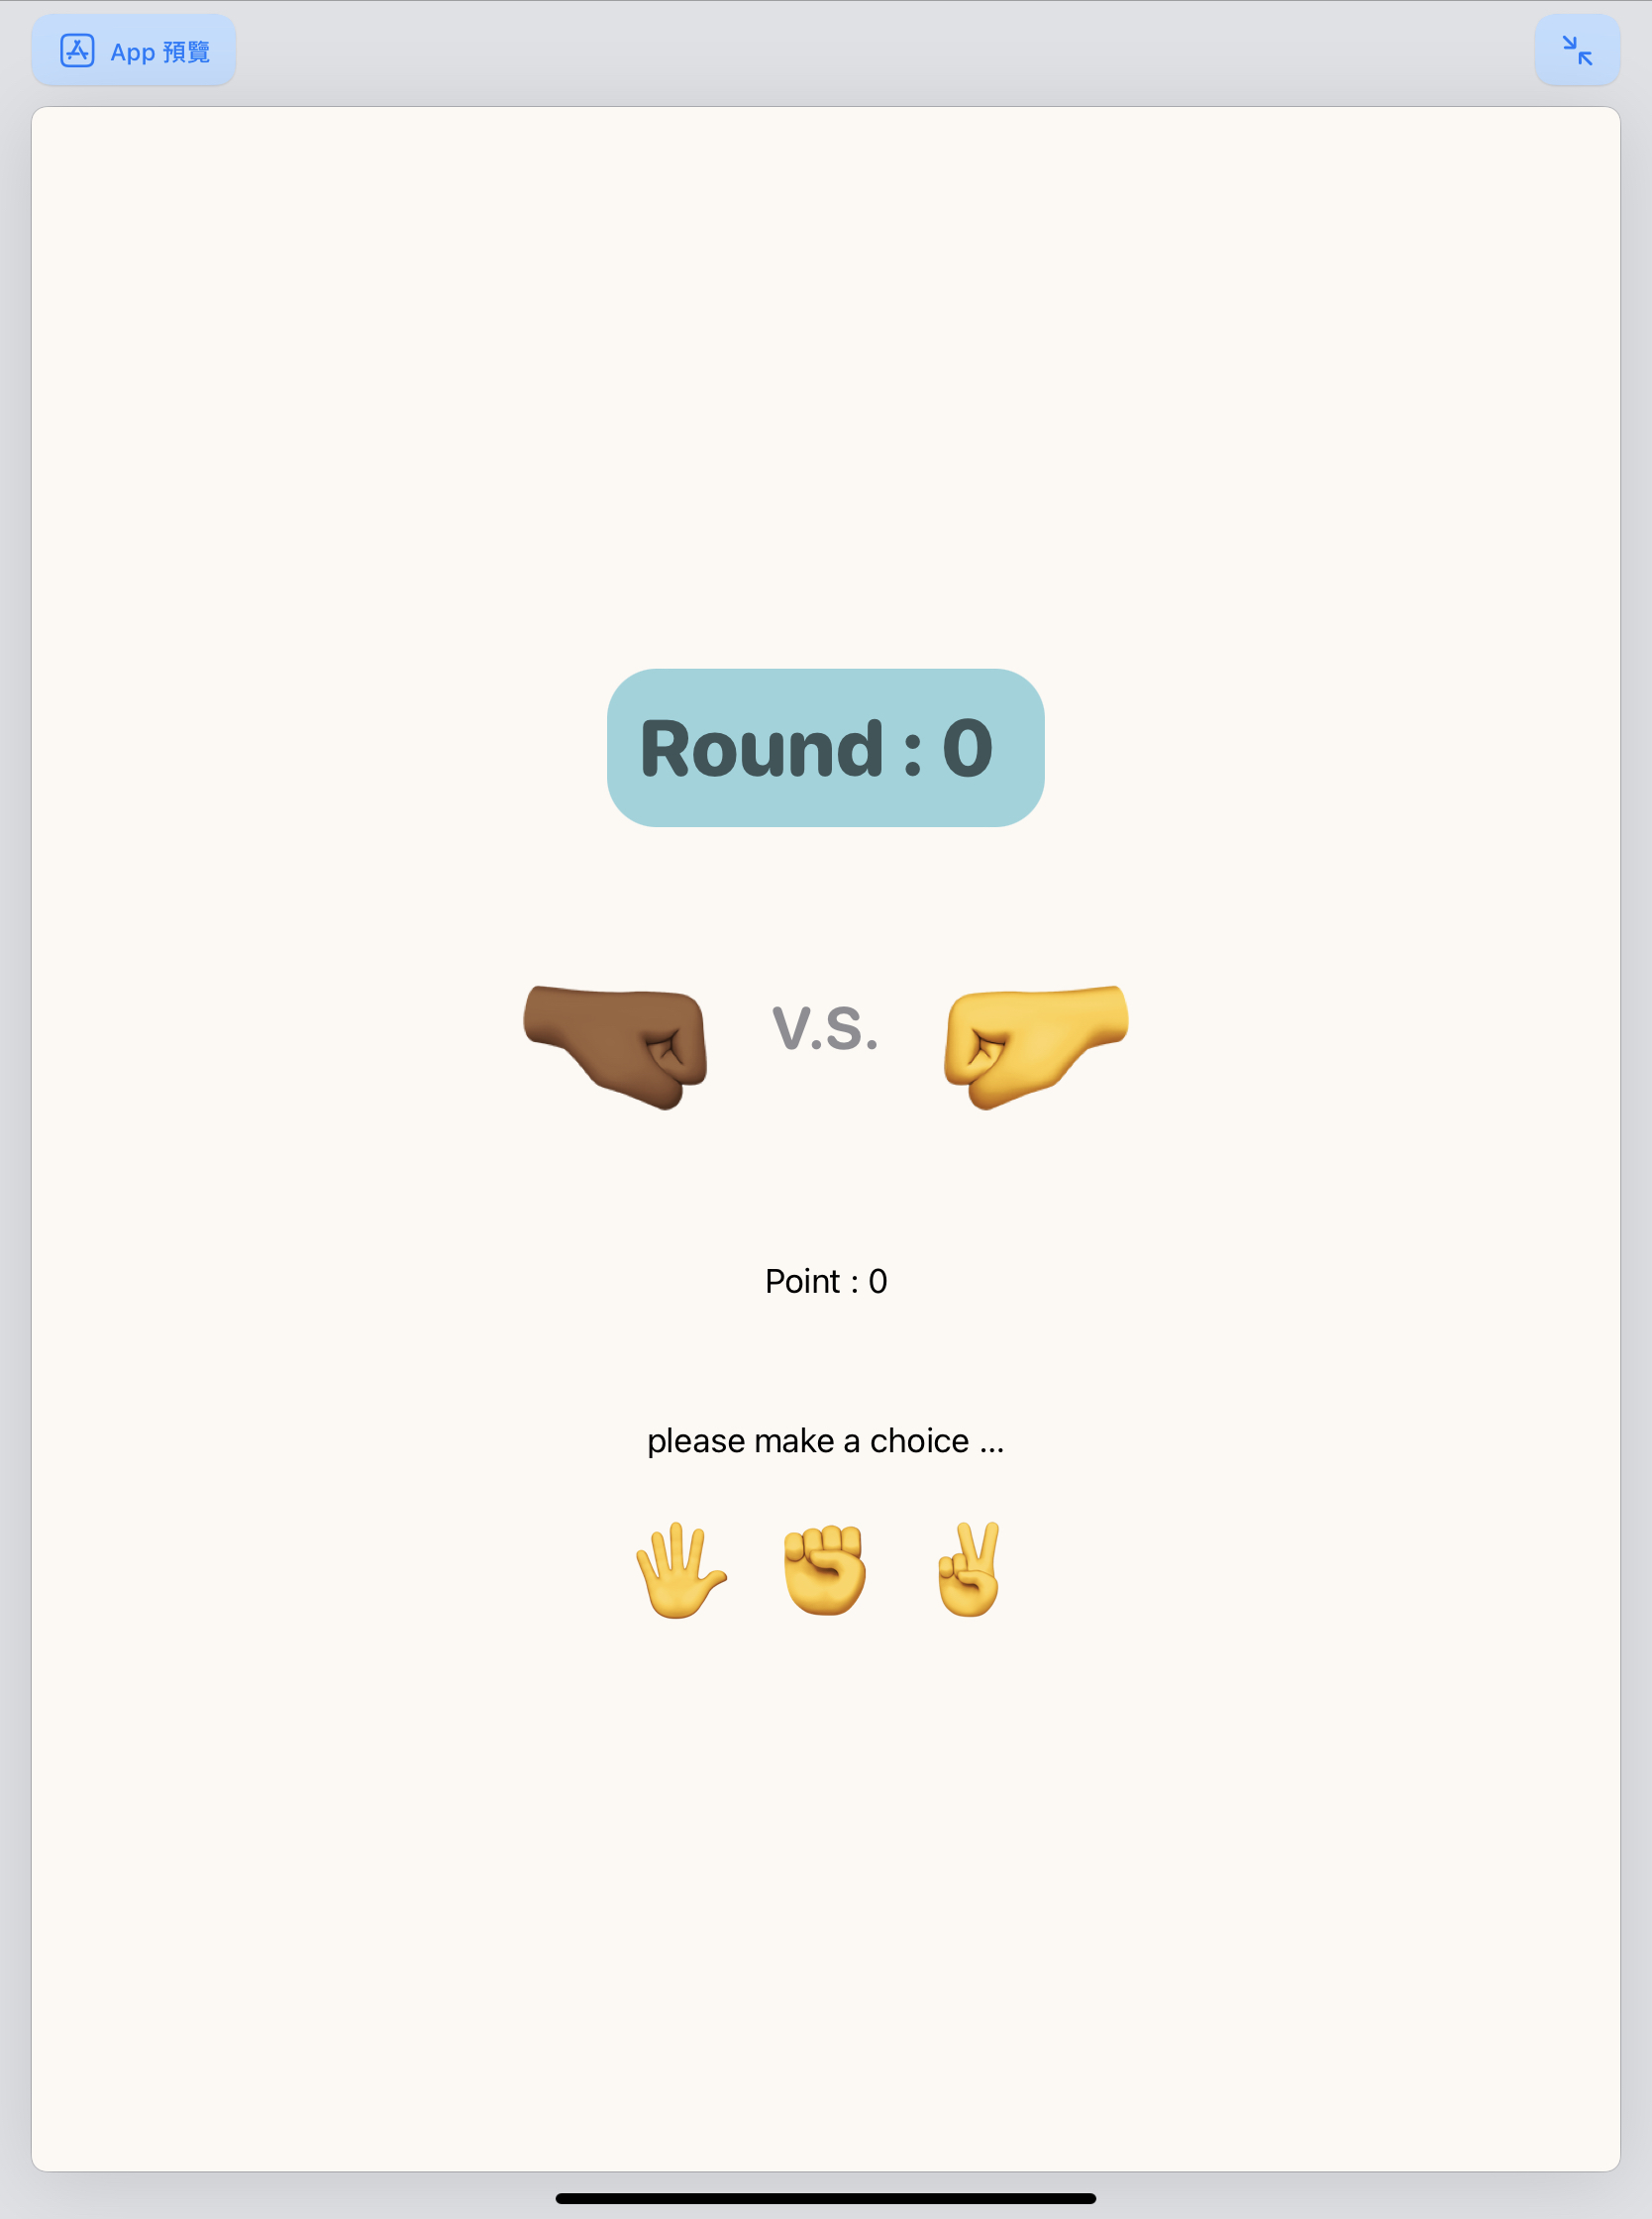 App 預覽
Round : 0
V.S.
Point : 0
please make a choice ...